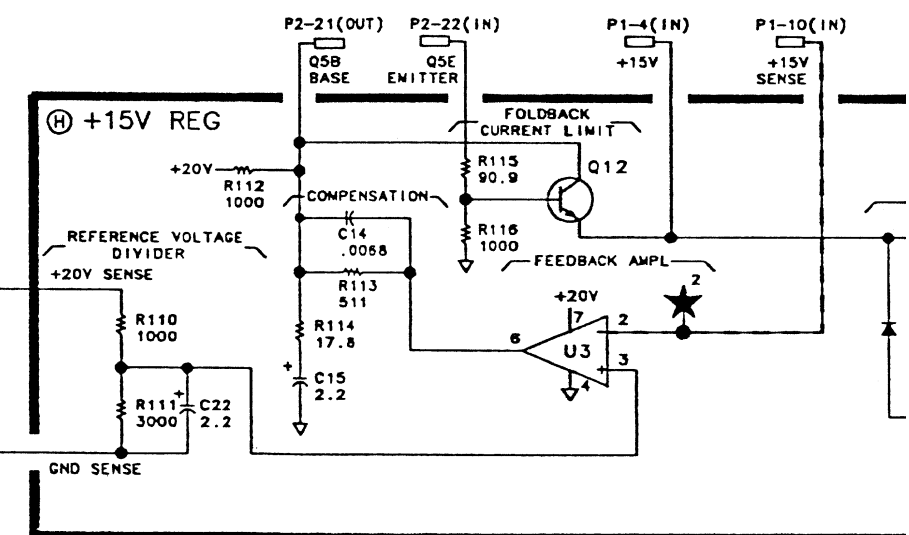 P2-21(OUT) P2-22(IN) P1-4(IN) P1-10(IN)
Q5B
BASE
Q5E
EMITTER
+15V
+15V
SENSE
H +15V REG
FOLDBACK
CURRENT LIMIT
+20V
R112
1000
R115
90.9
Q12
COMPENSATION
C14
.0068
R116
1000
REFERENCE VOLTAGE
DIVIDER
+20V SENSE
FEEDBACK AMPL
R113
511
2
+20V
R110
1000
R114
17.8
7
2
6
U3
3
+
4
+
C15
2.2
R111
3000
+
C22
2.2
GND SENSE